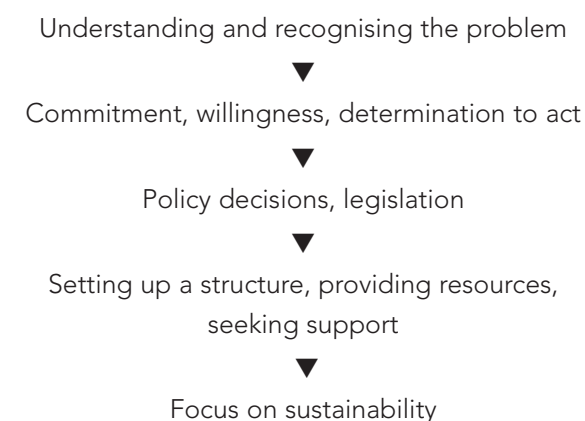 Understanding and recognising the problem
Commitment, willingness, determination to act
Policy decisions, legislation
Setting up a structure, providing resources,
seeking support
Focus on sustainability